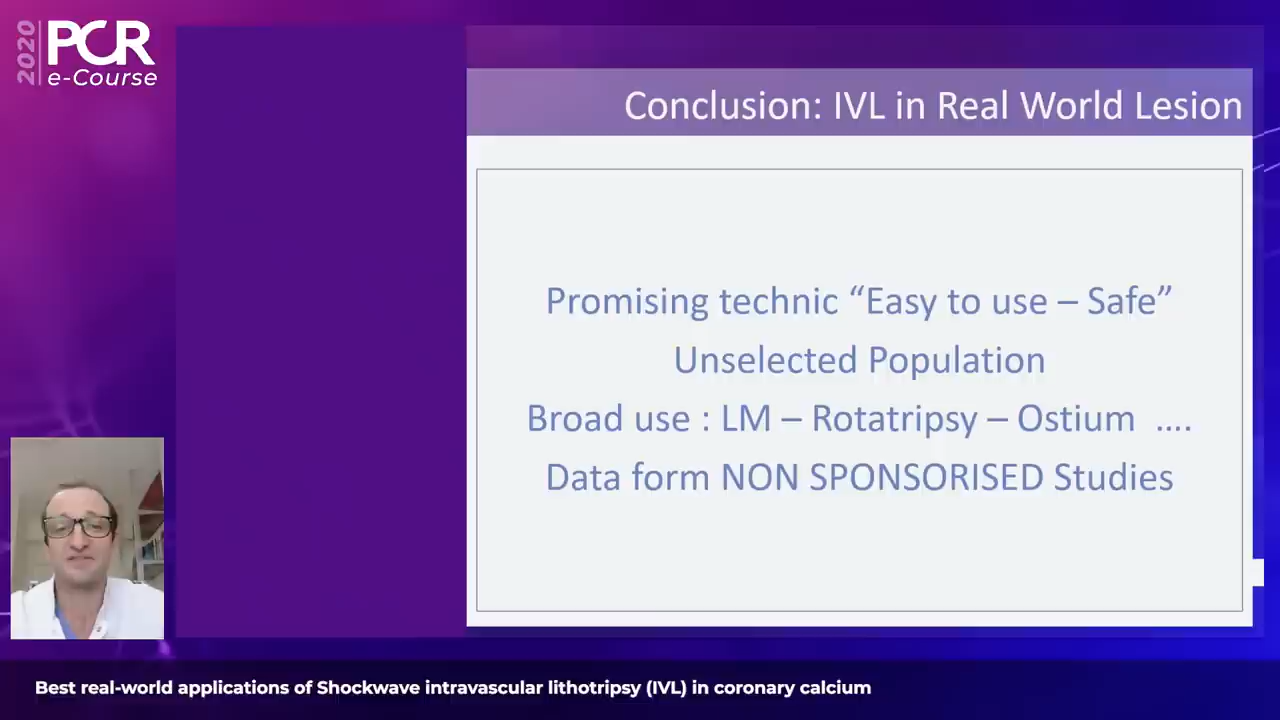 2020
PCR
e-Course
Conclusion: IVL in Real World Lesion
Promising technic “Easy to use – Safe”
Unselected Population
Broad use : LM – Rotatripsy – Ostium ….
Data form NON SPONSORISED Studies
Best real-world applications of Shockwave intravascular lithotripsy (IVL) in coronary calcium